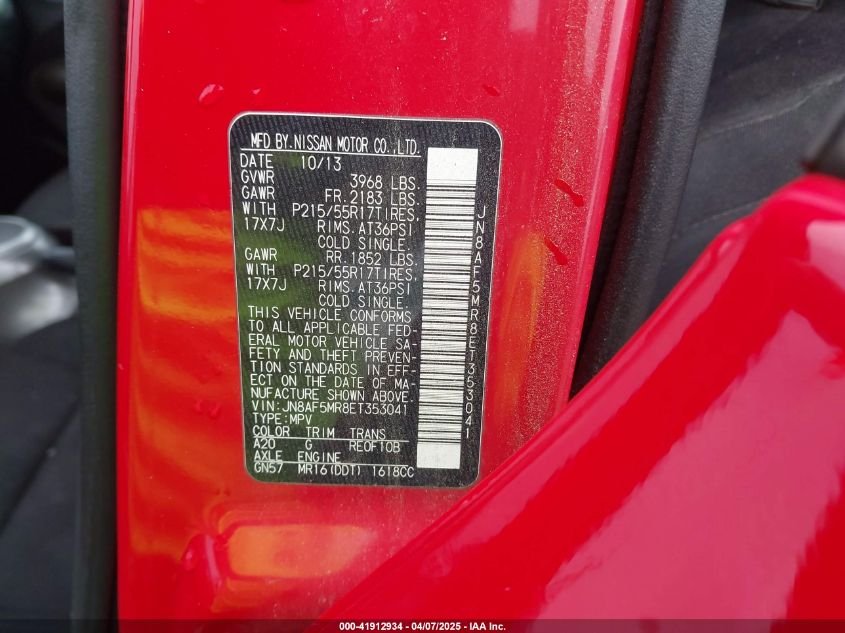 MFD BY.NISSAN MOTOR CO.,LTD.
DATE 10/13
GVWR 3968 LBS.
GAWR FR.2183 LBS.
WITH P215/55R17TIRES.
17X7J RIMS.AT36PSI
COLD SINGLE.
GAWR RR.1852 LBS.
WITH P215/55R17TIRES.
17X7J RIMS.AT36PSI
COLD SINGLE.
THIS VEHICLE CONFORMS
TO ALL APPLICABLE FED-
ERAL MOTOR VEHICLE SA-
FETY AND THEFT PREVEN-
TION STANDARDS IN EFF-
ECT ON THE DATE OF MA-
NUFACTURE SHOWN ABOVE.
VIN:JN8AF5MR8ET353041
TYPE:MPV
COLOR TRIM TRANS
A20 G RE0F10B
AXLE ENGINE
GN57 MR16(DDT) 1618CC
JN8AF5MR8ET353041
000-41912934 - 04/07/2025 - IAA Inc.